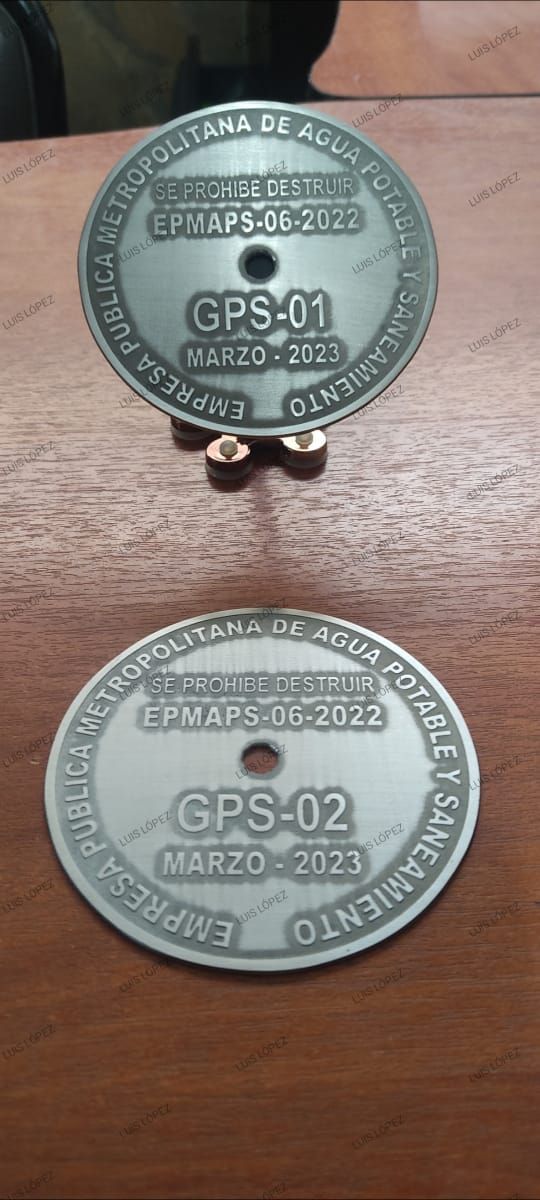 EMPRESA PUBLICA METROPOLITANA DE AGUA POTABLE Y SANEAMIENTO
SE PROHIBE DESTRUIR
EPMAPS-06-2022
GPS-01
MARZO - 2023
EMPRESA PUBLICA METROPOLITANA DE AGUA POTABLE Y SANEAMIENTO
SE PROHIBE DESTRUIR
EPMAPS-06-2022
GPS-02
MARZO - 2023
LUIS LÓPEZ